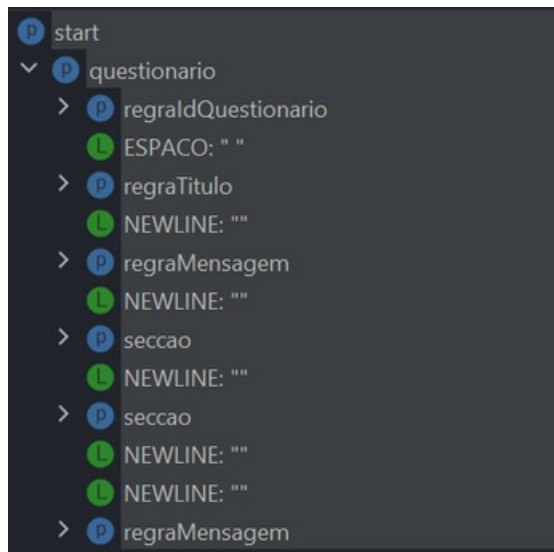 p start
p questionario
p regraIdQuestionario
L ESPACO: " "
p regraTitulo
L NEWLINE: ""
p regraMensagem
L NEWLINE: ""
p seccao
L NEWLINE: ""
p seccao
L NEWLINE: ""
L NEWLINE: ""
p regraMensagem